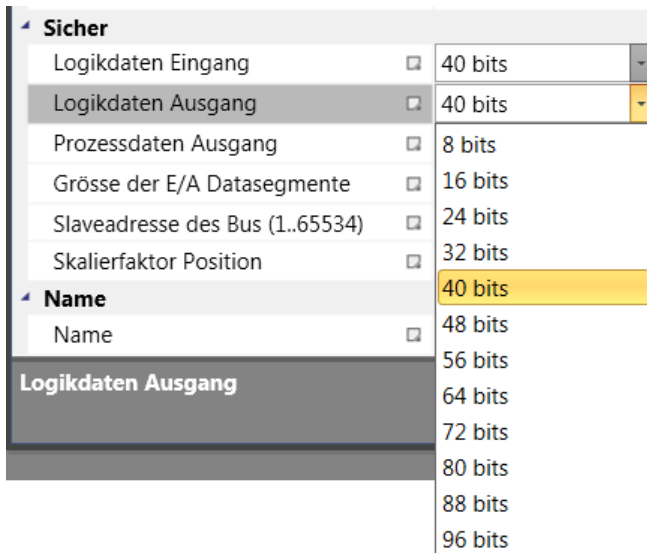 Sicher
Logikdaten Eingang 40 bits
Logikdaten Ausgang 40 bits
Prozessdaten Ausgang 8 bits
16 bits
Grösse der E/A Datasegmente
24 bits
Slaveadresse des Bus (1..65534)
32 bits
Skalierfaktor Position
40 bits
Name
48 bits
Name
56 bits
Logikdaten Ausgang
64 bits
72 bits
80 bits
88 bits
96 bits